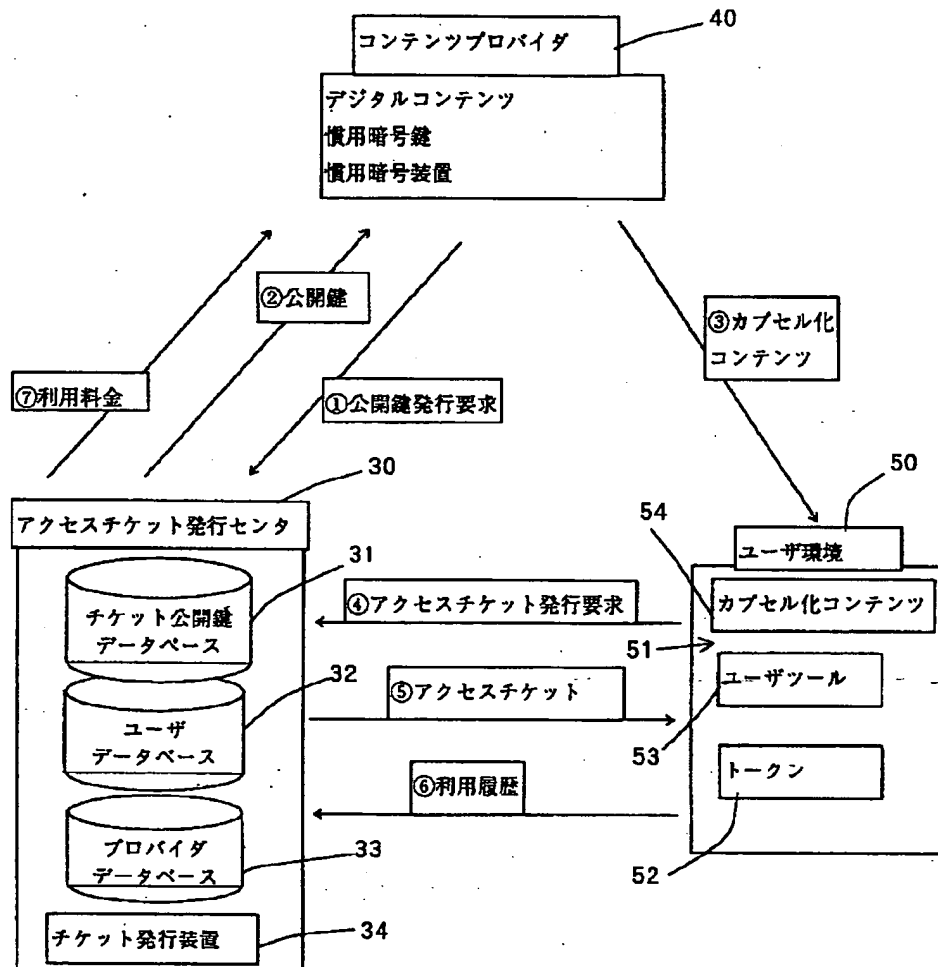 40
コンテンツプロバイダ
デジタルコンテンツ
慣用暗号鍵
慣用暗号装置
②公開鍵
③カプセル化
コンテンツ
⑦利用料金
①公開鍵発行要求
30
50
アクセスチケット発行センタ
ユーザ環境
31
54
チケット公開鍵
データベース
④アクセスチケット発行要求
カプセル化コンテンツ
51
32
⑤アクセスチケット
ユーザツール
ユーザ
データベース
53
⑥利用履歴
トークン
プロバイダ
データベース
33
52
チケット発行装置
34